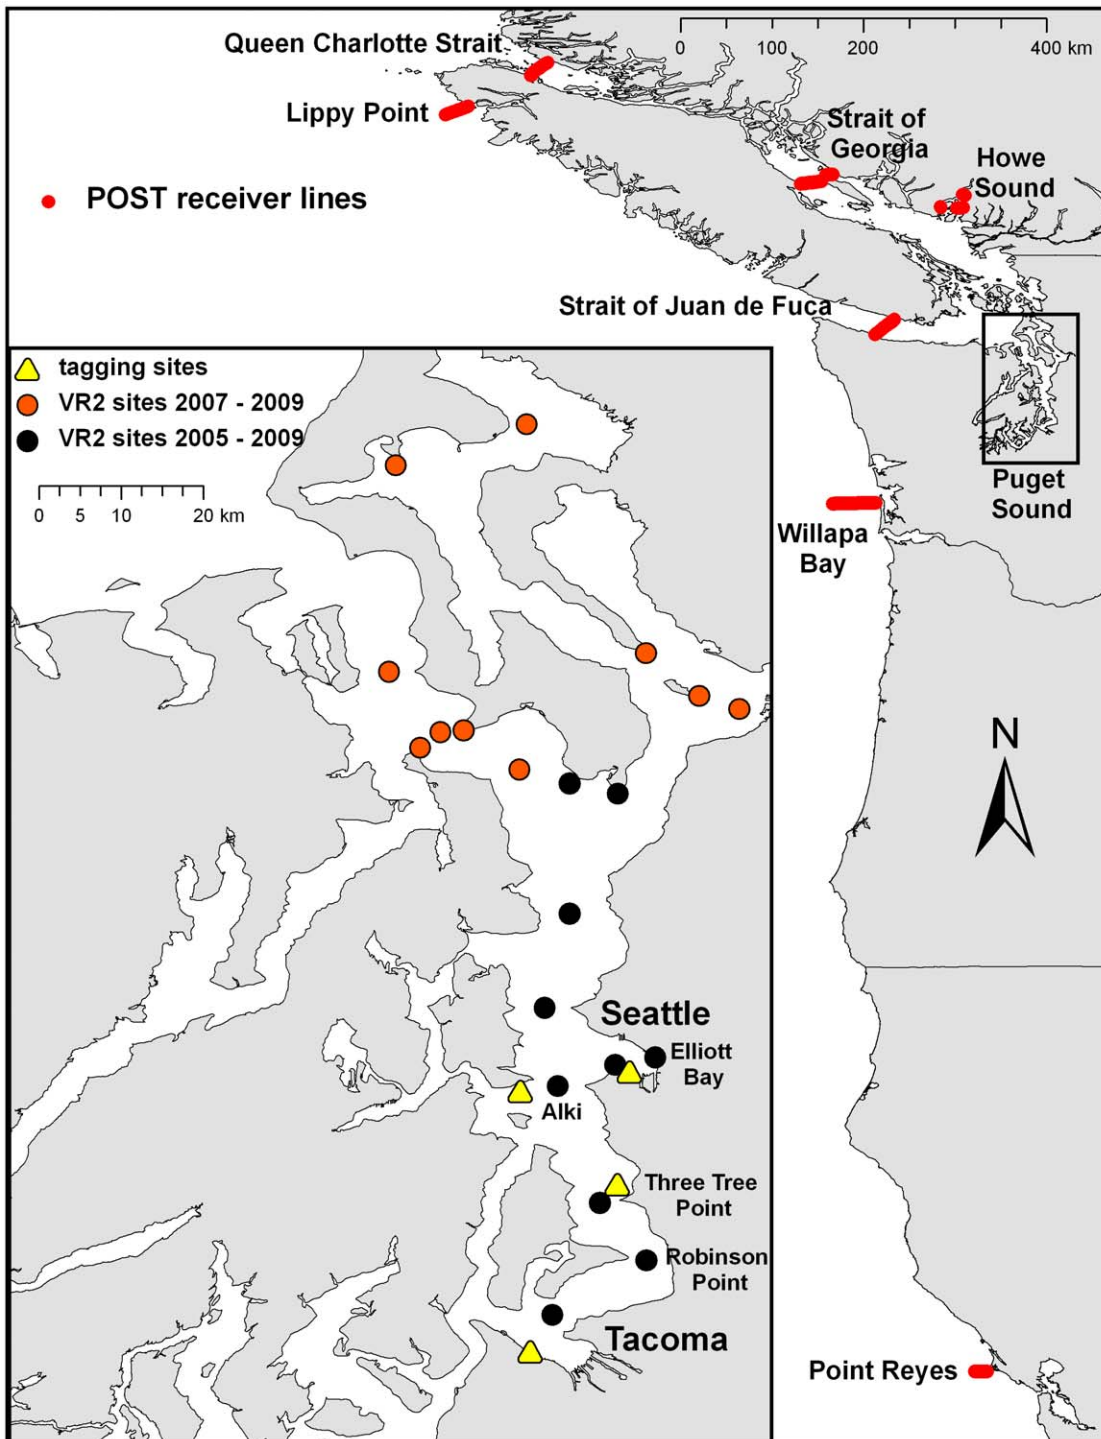 Queen Charlotte Strait
0 100 200 400 km
Lippy Point
Strait of
Georgia
Howe
Sound
POST receiver lines
Strait of Juan de Fuca
tagging sites
VR2 sites 2007 - 2009
VR2 sites 2005 - 2009
0 5 10 20 km
Puget
Sound
Willapa
Bay
N
Seattle
Elliott
Bay
Alki
Three Tree
Point
Robinson
Point
Tacoma
Point Reyes